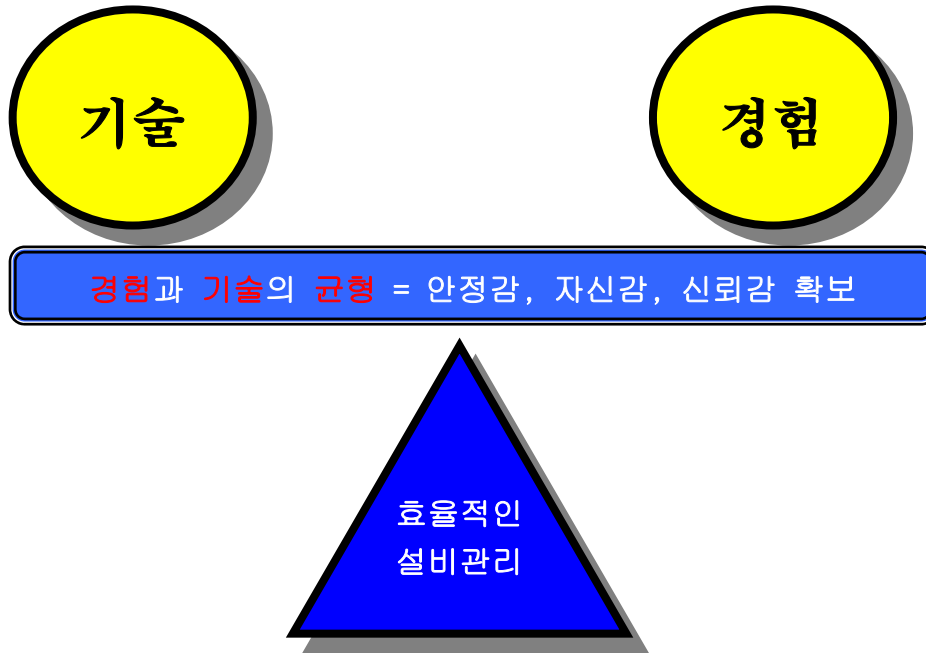 기술
경험
경험과 기술의 균형 = 안정감, 자신감, 신뢰감 확보
효율적인
설비관리